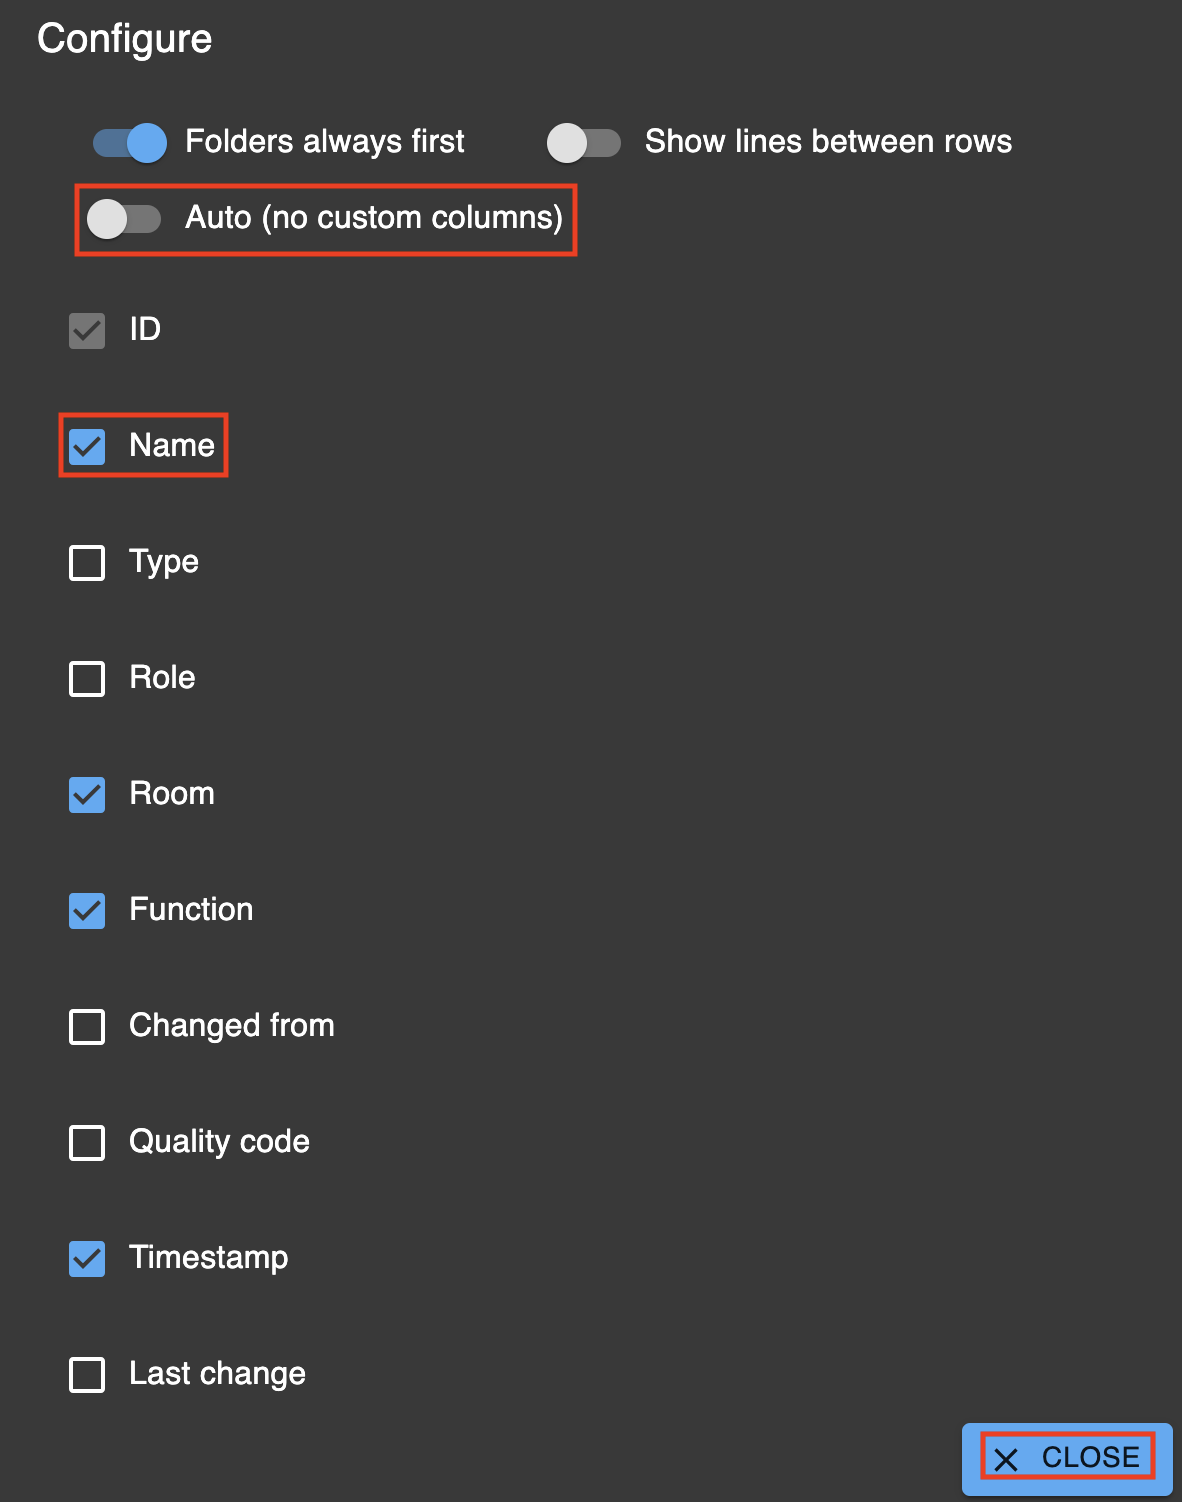 Configure
Folders always first
Show lines between rows
Auto (no custom columns)
ID
Name
Type
Role
Room
Function
Changed from
Quality code
Timestamp
Last change
CLOSE